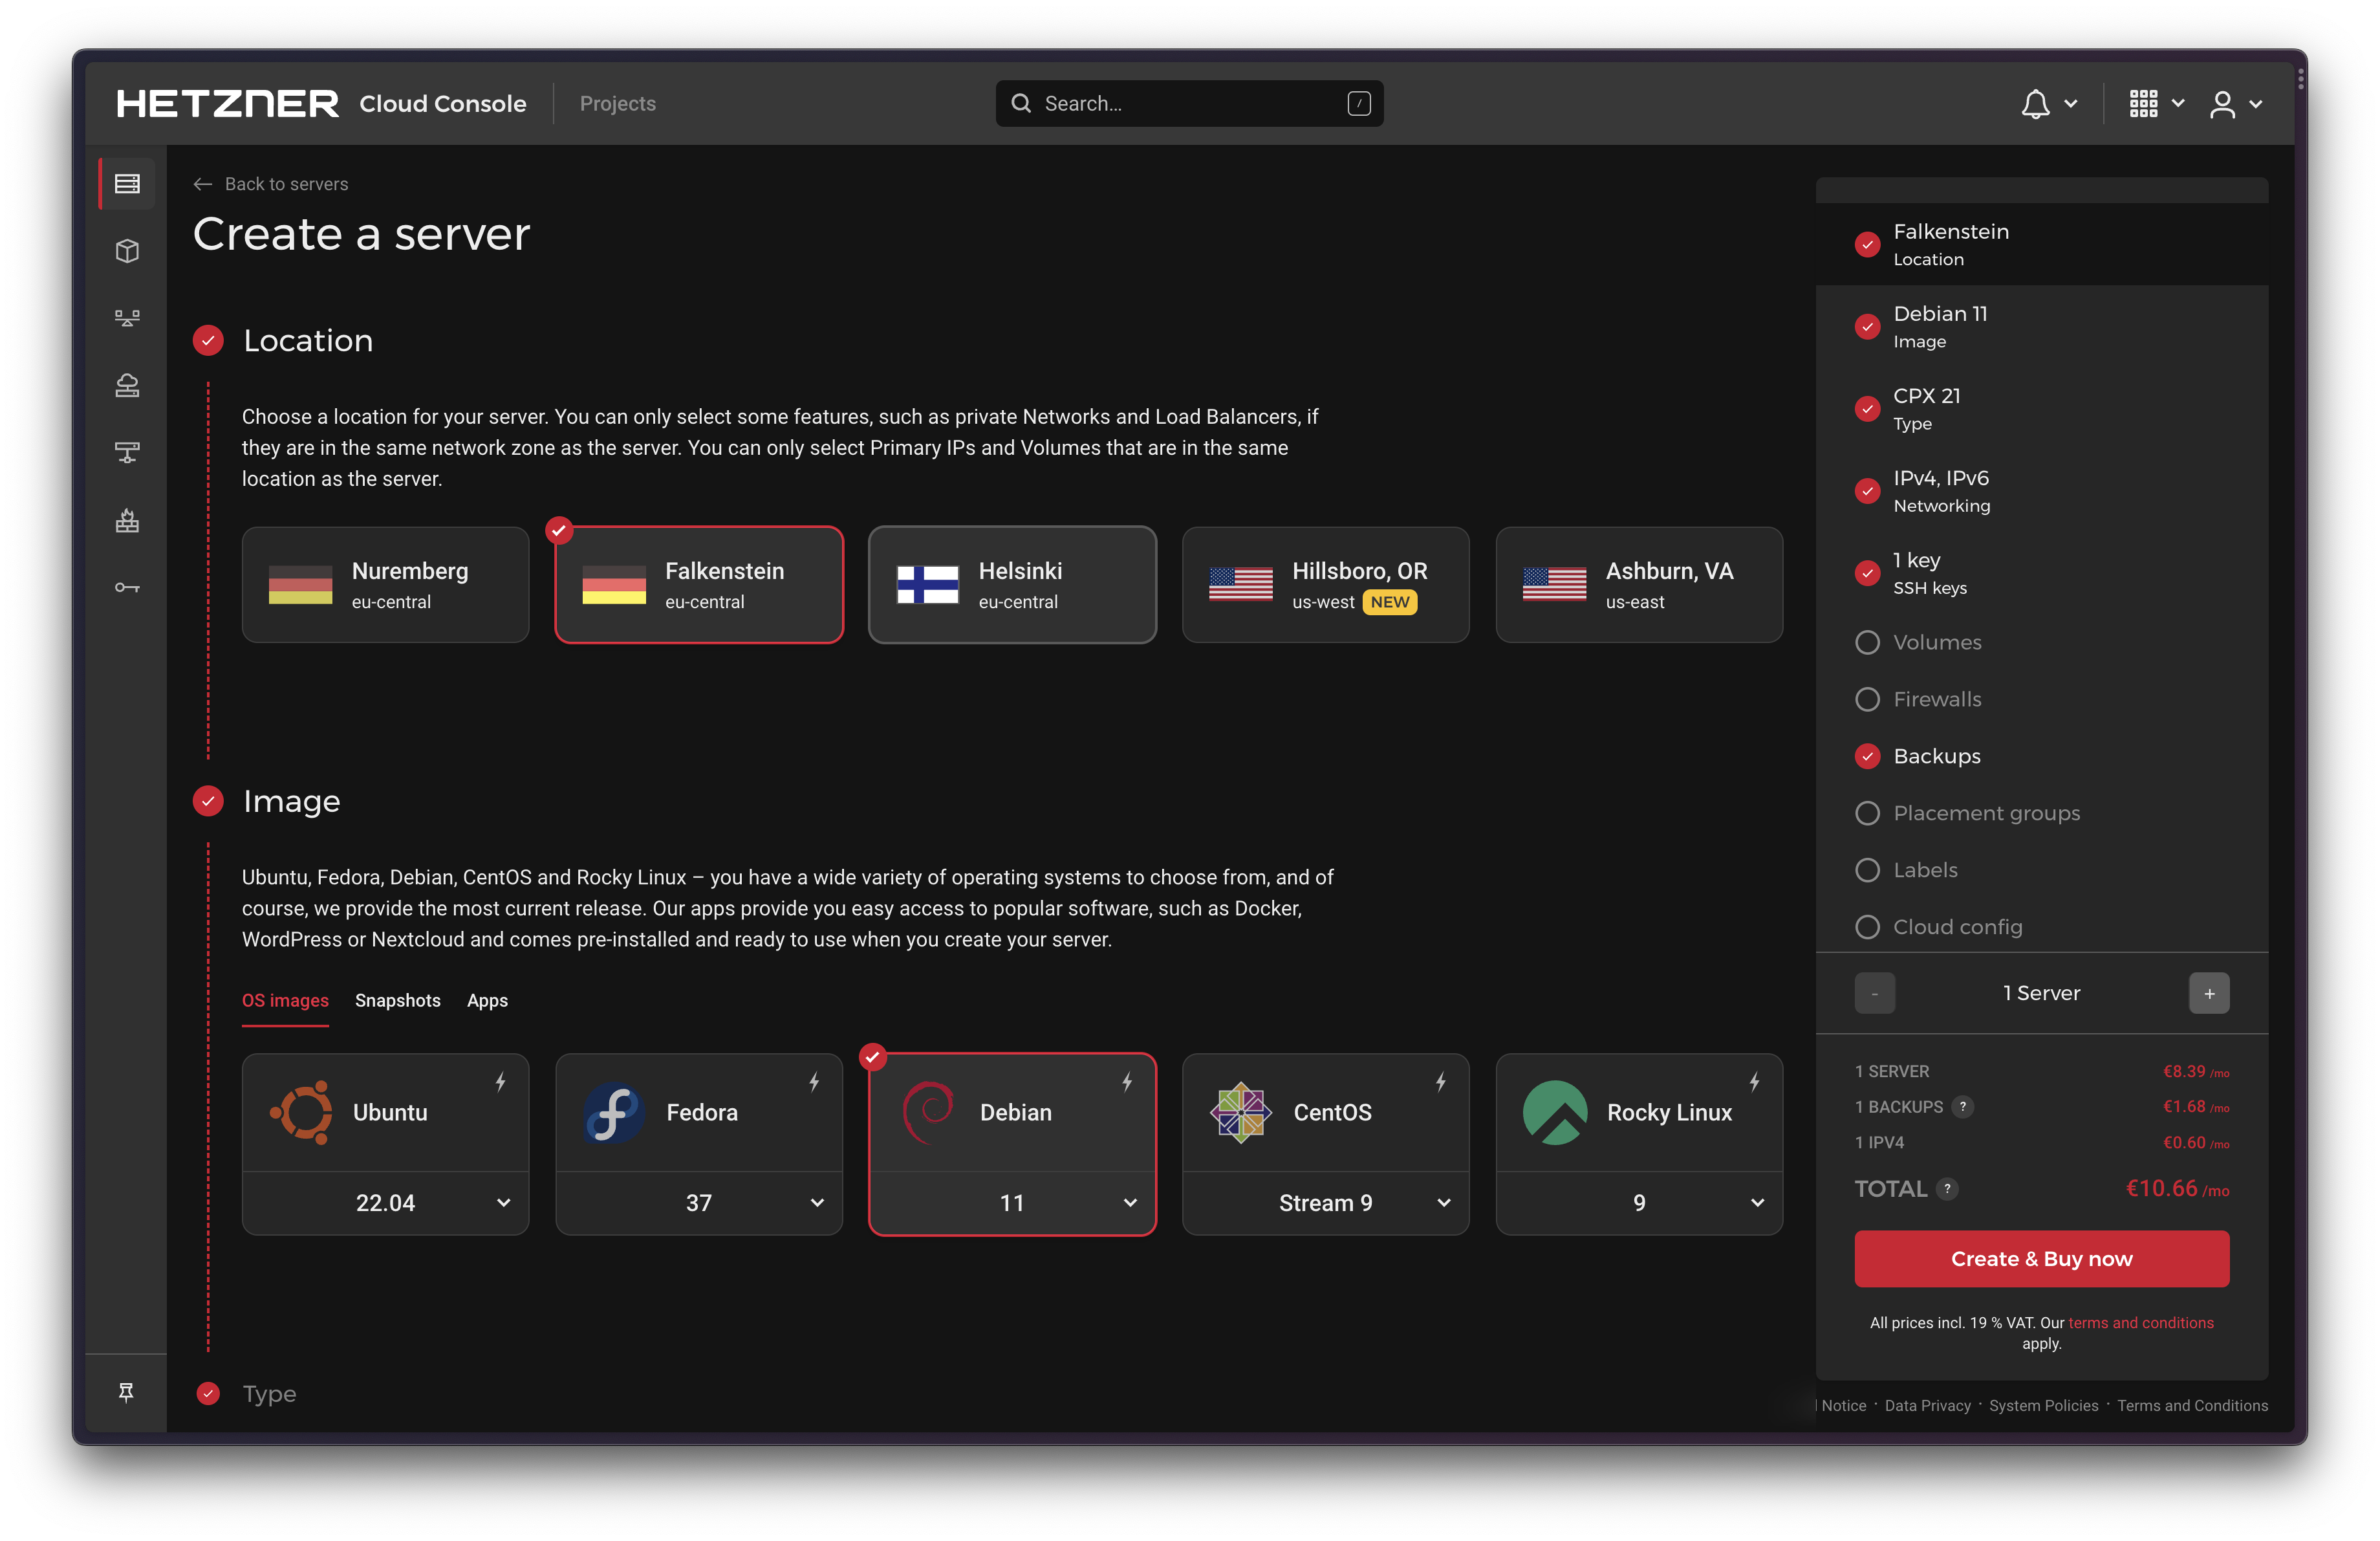 HETZNER Cloud Console Projects
Search... /
Back to servers
Create a server
Location
Choose a location for your server. You can only select some features, such as private Networks and Load Balancers, if
they are in the same network zone as the server. You can only select Primary IPs and Volumes that are in the same
location as the server.
Nuremberg
eu-central
Falkenstein
eu-central
Helsinki
eu-central
Hillsboro, OR
us-west NEW
Ashburn, VA
us-east
Image
Ubuntu, Fedora, Debian, CentOS and Rocky Linux – you have a wide variety of operating systems to choose from, and of
course, we provide the most current release. Our apps provide you easy access to popular software, such as Docker,
WordPress or Nextcloud and comes pre-installed and ready to use when you create your server.
OS images Snapshots Apps
Ubuntu
22.04
Fedora
37
Debian
11
CentOS
Stream 9
Rocky Linux
9
Type
Falkenstein
Location
Debian 11
Image
CPX 21
Type
IPv4, IPv6
Networking
1 key
SSH keys
Volumes
Firewalls
Backups
Placement groups
Labels
Cloud config
- 1 Server +
1 SERVER €8.39 /mo
1 BACKUPS ? €1.68 /mo
1 IPV4 €0.60 /mo
TOTAL ? €10.66 /mo
Create & Buy now
All prices incl. 19 % VAT. Our terms and conditions
apply.
l Notice · Data Privacy · System Policies · Terms and Conditions